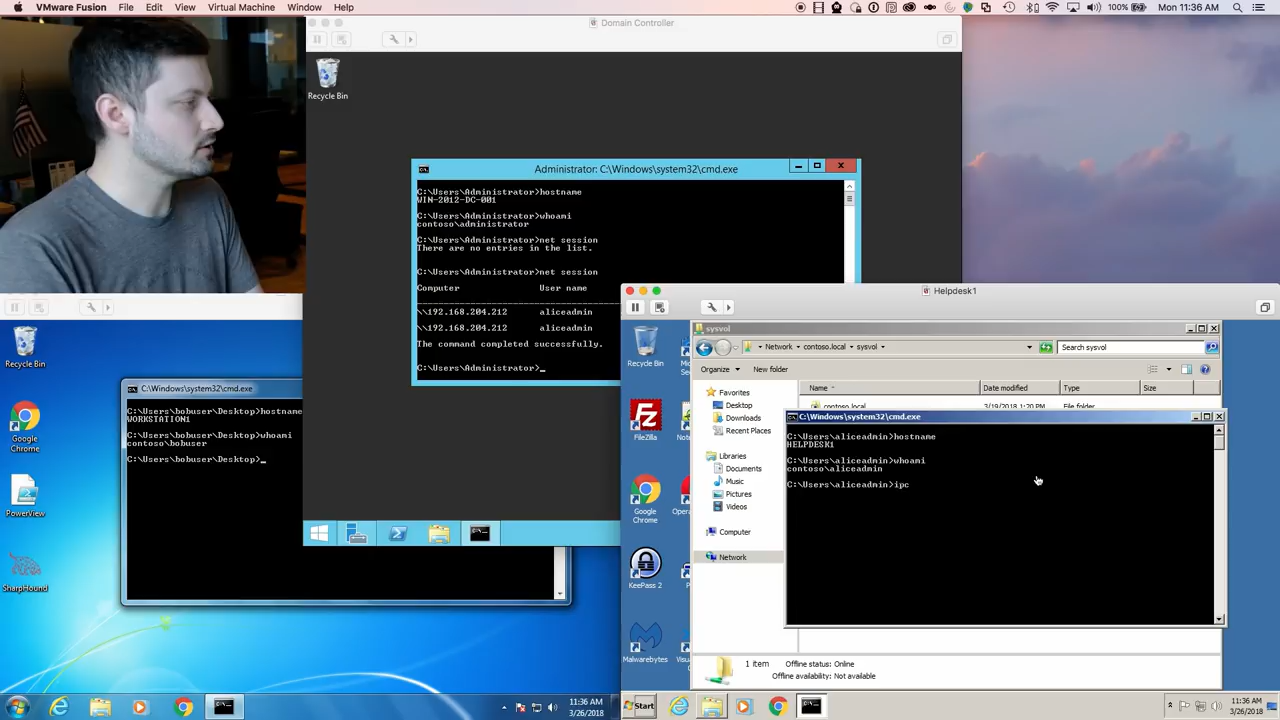 VMware Fusion File Edit View Virtual Machine Window Help
100% Mon 11:36 AM
Domain Controller
Recycle Bin
Administrator: C:\Windows\system32\cmd.exe
C:\Users\Administrator>hostname
WIN-2012-DC-001
C:\Users\Administrator>whoami
contoso\administrator
C:\Users\Administrator>net session
There are no entries in the list.
C:\Users\Administrator>net session
Computer User name
\\192.168.204.212 aliceadmin
\\192.168.204.212 aliceadmin
The command completed successfully.
C:\Users\Administrator>_
Recycle Bin
Google
Chrome
PowerView
SharpHound
C:\Windows\system32\cmd.exe
C:\Users\bobuser\Desktop>hostname
WORKSTATION1
C:\Users\bobuser\Desktop>whoami
contoso\bobuser
C:\Users\bobuser\Desktop>_
11:36 AM
3/26/2018
Helpdesk1
Recycle Bin
FileZilla
Google
Chrome
KeePass 2
Malwarebytes
sysvol
Network contoso.local sysvol
Search sysvol
Organize New folder
Favorites
Desktop
Downloads
Recent Places
Libraries
Documents
Music
Pictures
Videos
Computer
Network
Name Date modified Type Size
contoso.local 3/19/2018 1:20 PM File folder
C:\Windows\system32\cmd.exe
C:\Users\aliceadmin>hostname
HELPDESK1
C:\Users\aliceadmin>whoami
contoso\aliceadmin
C:\Users\aliceadmin>ipc
1 item Offline status: Online
Offline availability: Not available
Start
11:36 AM
3/26/2018